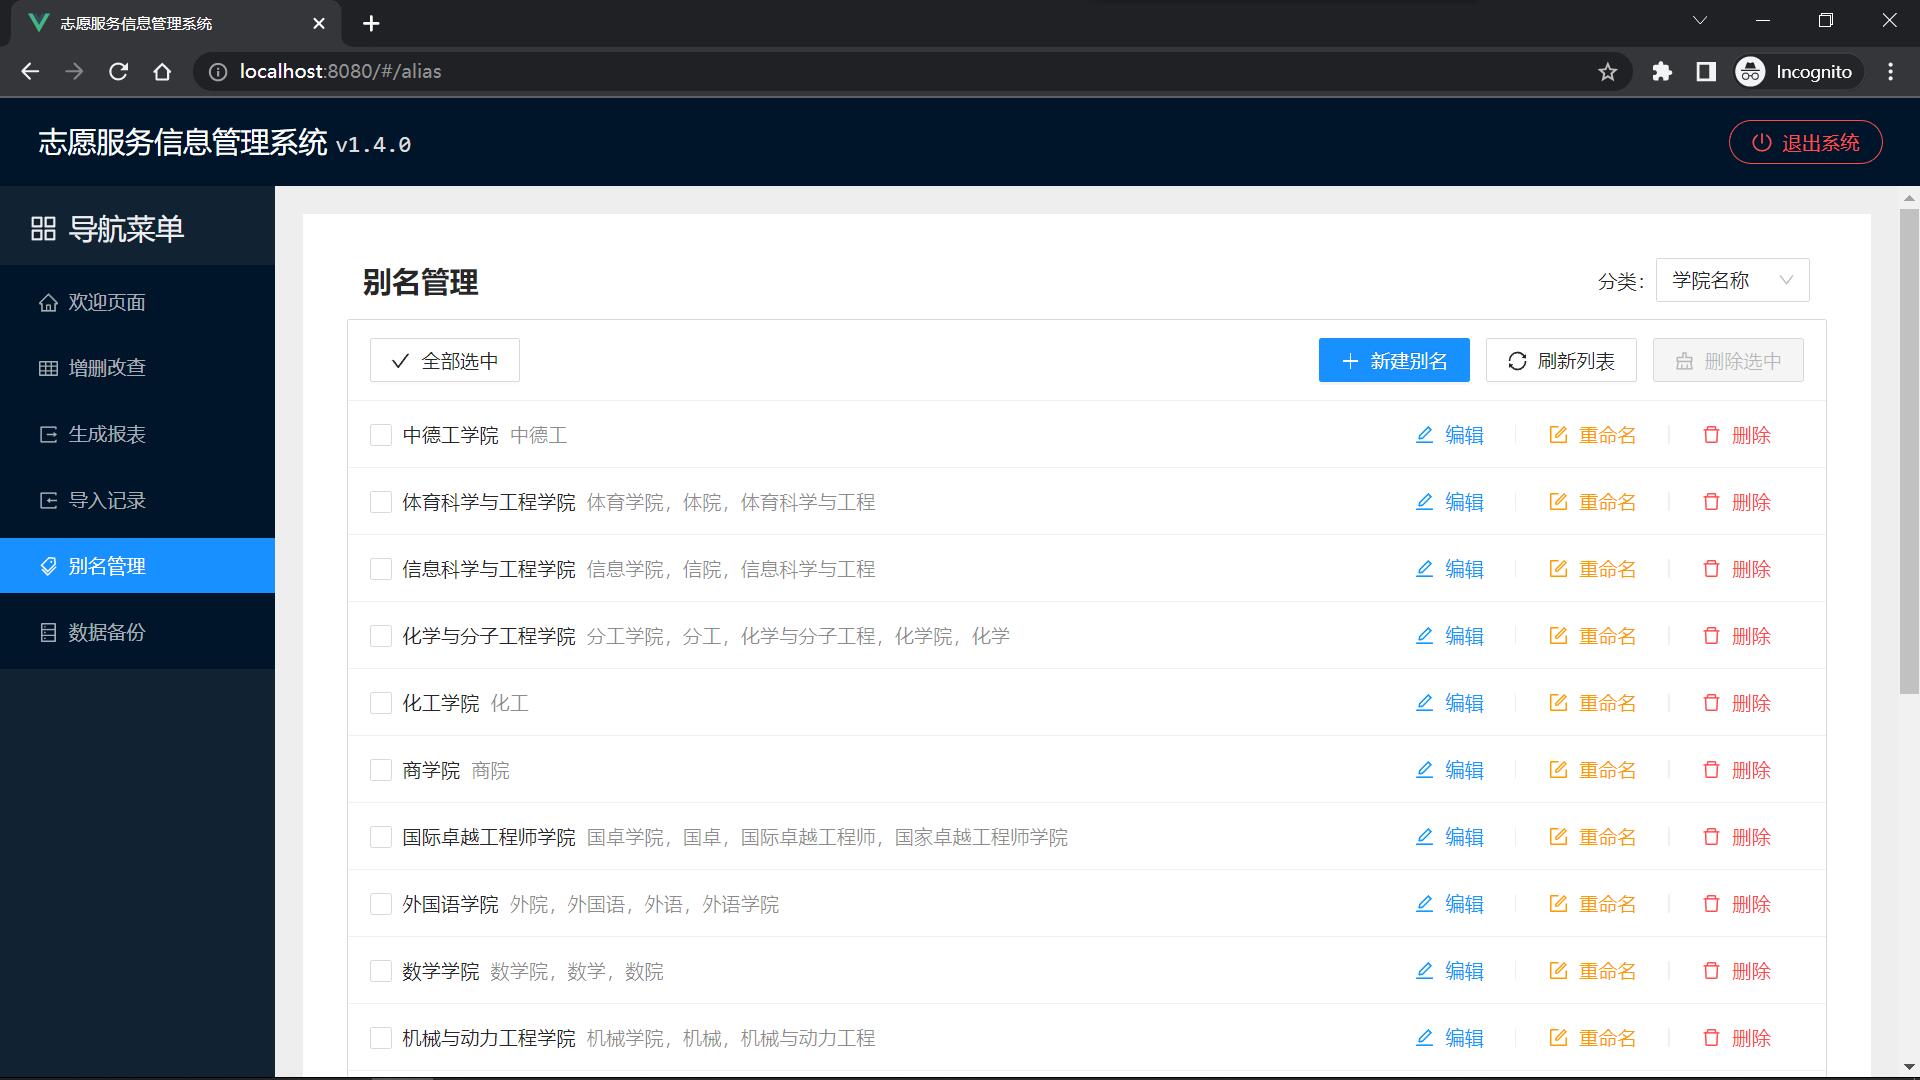 志愿服务信息管理系统
localhost:8080/#/alias
Incognito
志愿服务信息管理系统 v1.4.0
退出系统
导航菜单
欢迎页面
增删改查
生成报表
导入记录
别名管理
数据备份
别名管理
分类: 学院名称
全部选中 新建别名 刷新列表 删除选中
中德工学院 中德工 编辑 重命名 删除
体育科学与工程学院 体育学院，体院，体育科学与工程 编辑 重命名 删除
信息科学与工程学院 信息学院，信院，信息科学与工程 编辑 重命名 删除
化学与分子工程学院 分工学院，分工，化学与分子工程，化学院，化学 编辑 重命名 删除
化工学院 化工 编辑 重命名 删除
商学院 商院 编辑 重命名 删除
国际卓越工程师学院 国卓学院，国卓，国际卓越工程师，国家卓越工程师学院 编辑 重命名 删除
外国语学院 外院，外国语，外语，外语学院 编辑 重命名 删除
数学学院 数学院，数学，数院 编辑 重命名 删除
机械与动力工程学院 机械学院，机械，机械与动力工程 编辑 重命名 删除